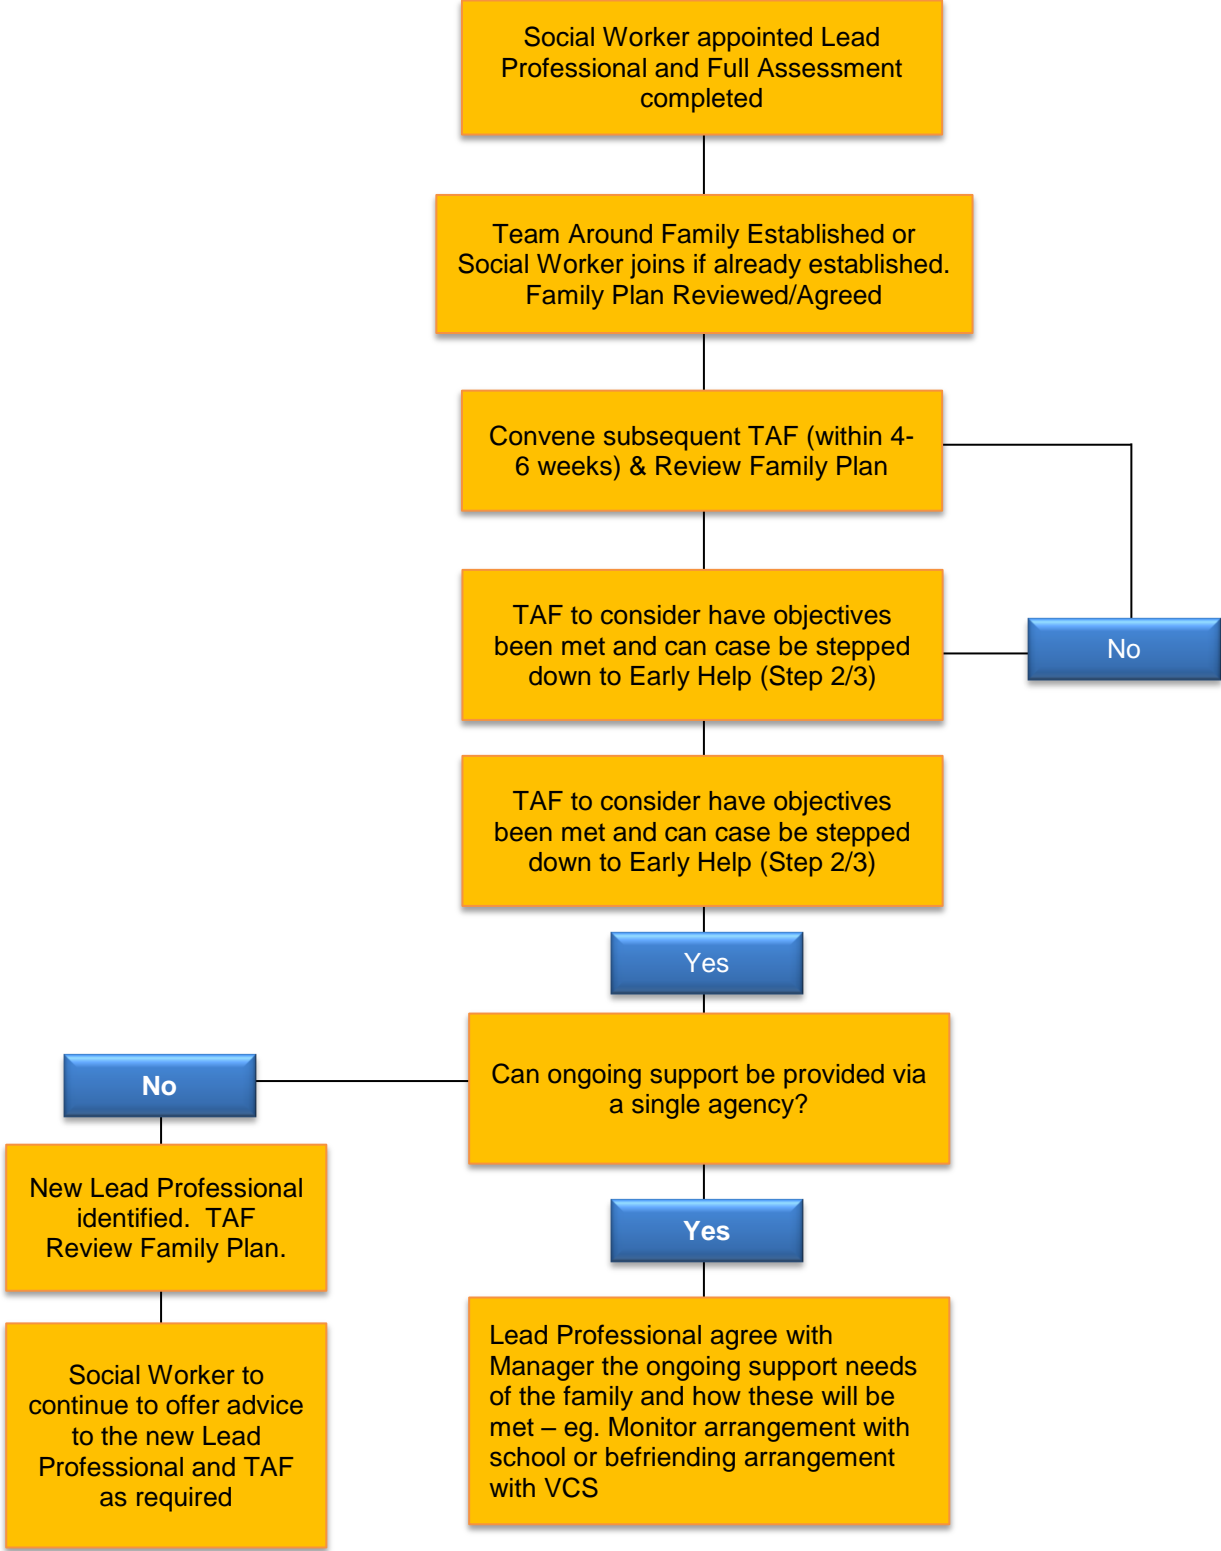 Social Worker appointed Lead
Professional and Full Assessment
completed
Team Around Family Established or
Social Worker joins if already established.
Family Plan Reviewed/Agreed
Convene subsequent TAF (within 4-
6 weeks) & Review Family Plan
TAF to consider have objectives
been met and can case be stepped
down to Early Help (Step 2/3)
No
TAF to consider have objectives
been met and can case be stepped
down to Early Help (Step 2/3)
Yes
Can ongoing support be provided via
a single agency?
No
New Lead Professional
identified.  TAF
Review Family Plan.
Social Worker to
continue to offer advice
to the new Lead
Professional and TAF
as required
Yes
Lead Professional agree with
Manager the ongoing support needs
of the family and how these will be
met – eg. Monitor arrangement with
school or befriending arrangement
with VCS